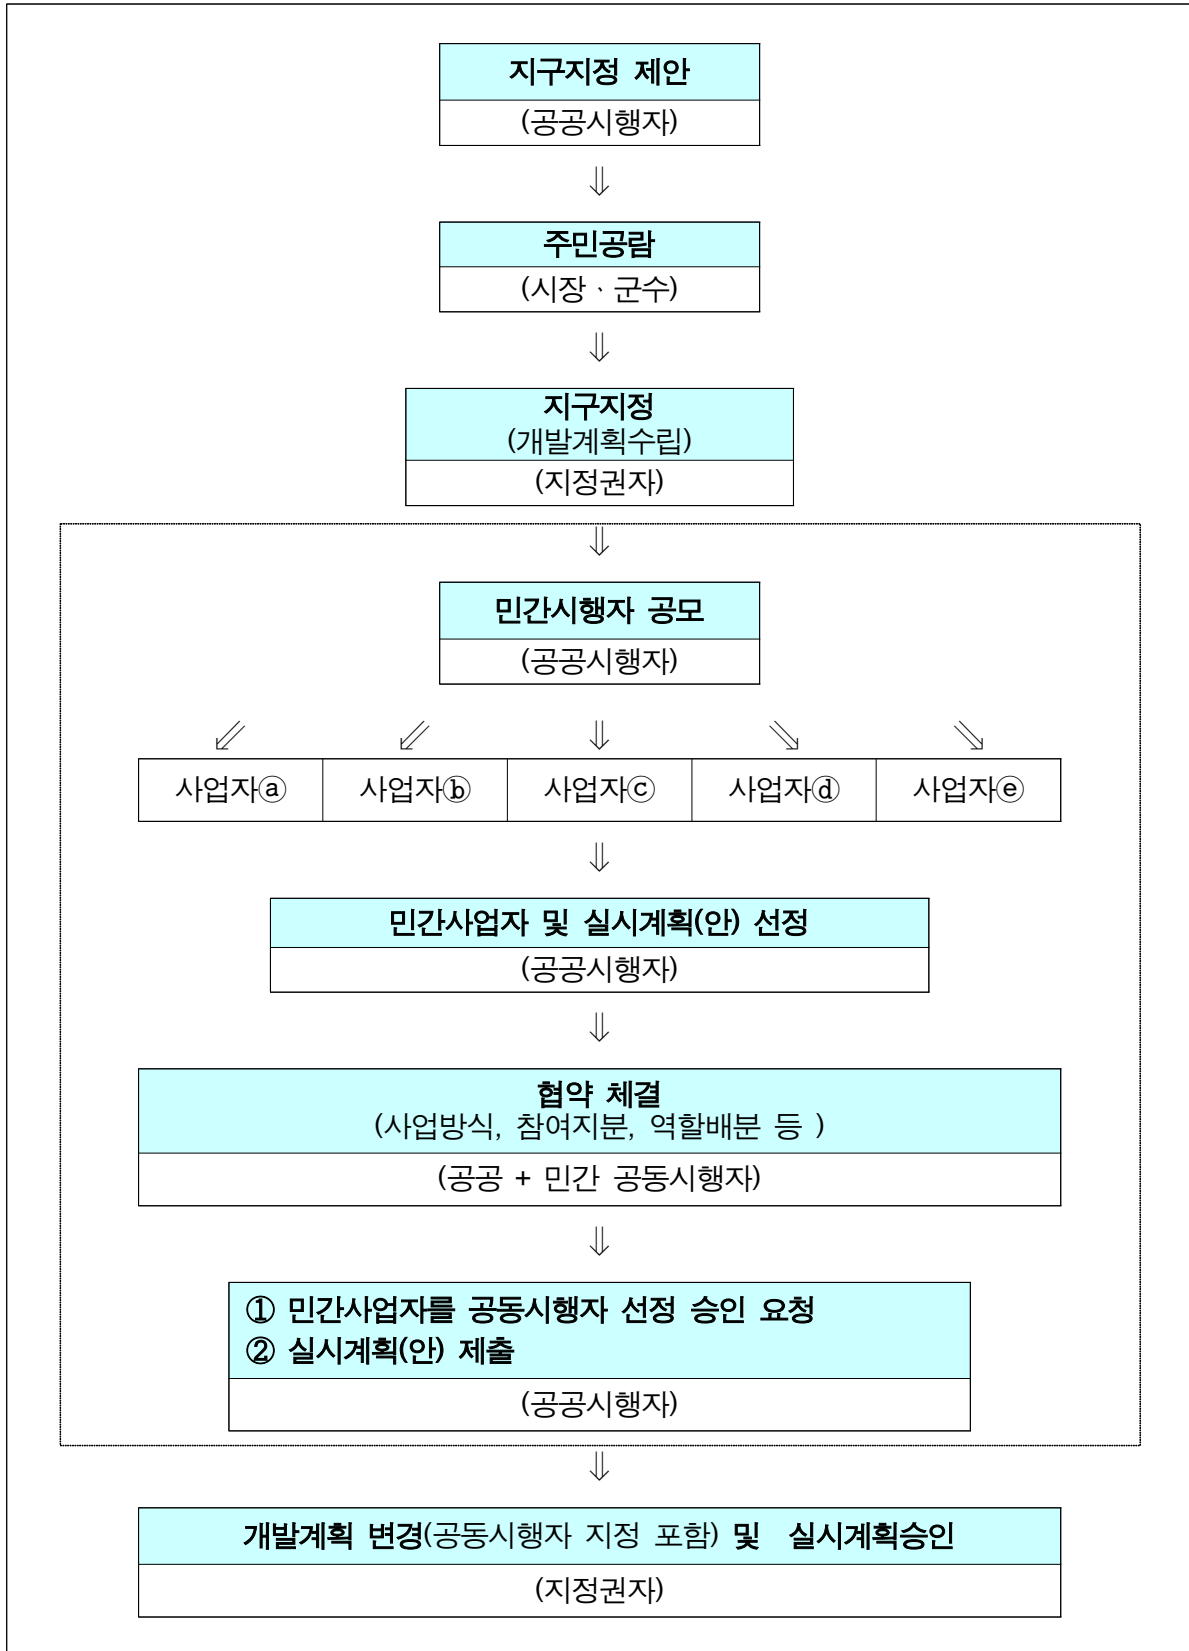 지구지정 제안
(공공시행자)
⇓
주민공람
(시장ㆍ군수)
⇓
지구지정
(개발계획수립)
(지정권자)
⇓
민간시행자 공모
(공공시행자)
⇙ ⇙ ⇓ ⇘ ⇘
사업자ⓐ 사업자ⓑ 사업자ⓒ 사업자ⓓ 사업자ⓔ
⇓
민간사업자 및 실시계획(안) 선정
(공공시행자)
⇓
협약 체결
(사업방식, 참여지분, 역할배분 등 )
(공공 + 민간 공동시행자)
⇓
① 민간사업자를 공동시행자 선정 승인 요청
② 실시계획(안) 제출
(공공시행자)
⇓
개발계획 변경(공동시행자 지정 포함) 및 실시계획승인
(지정권자)